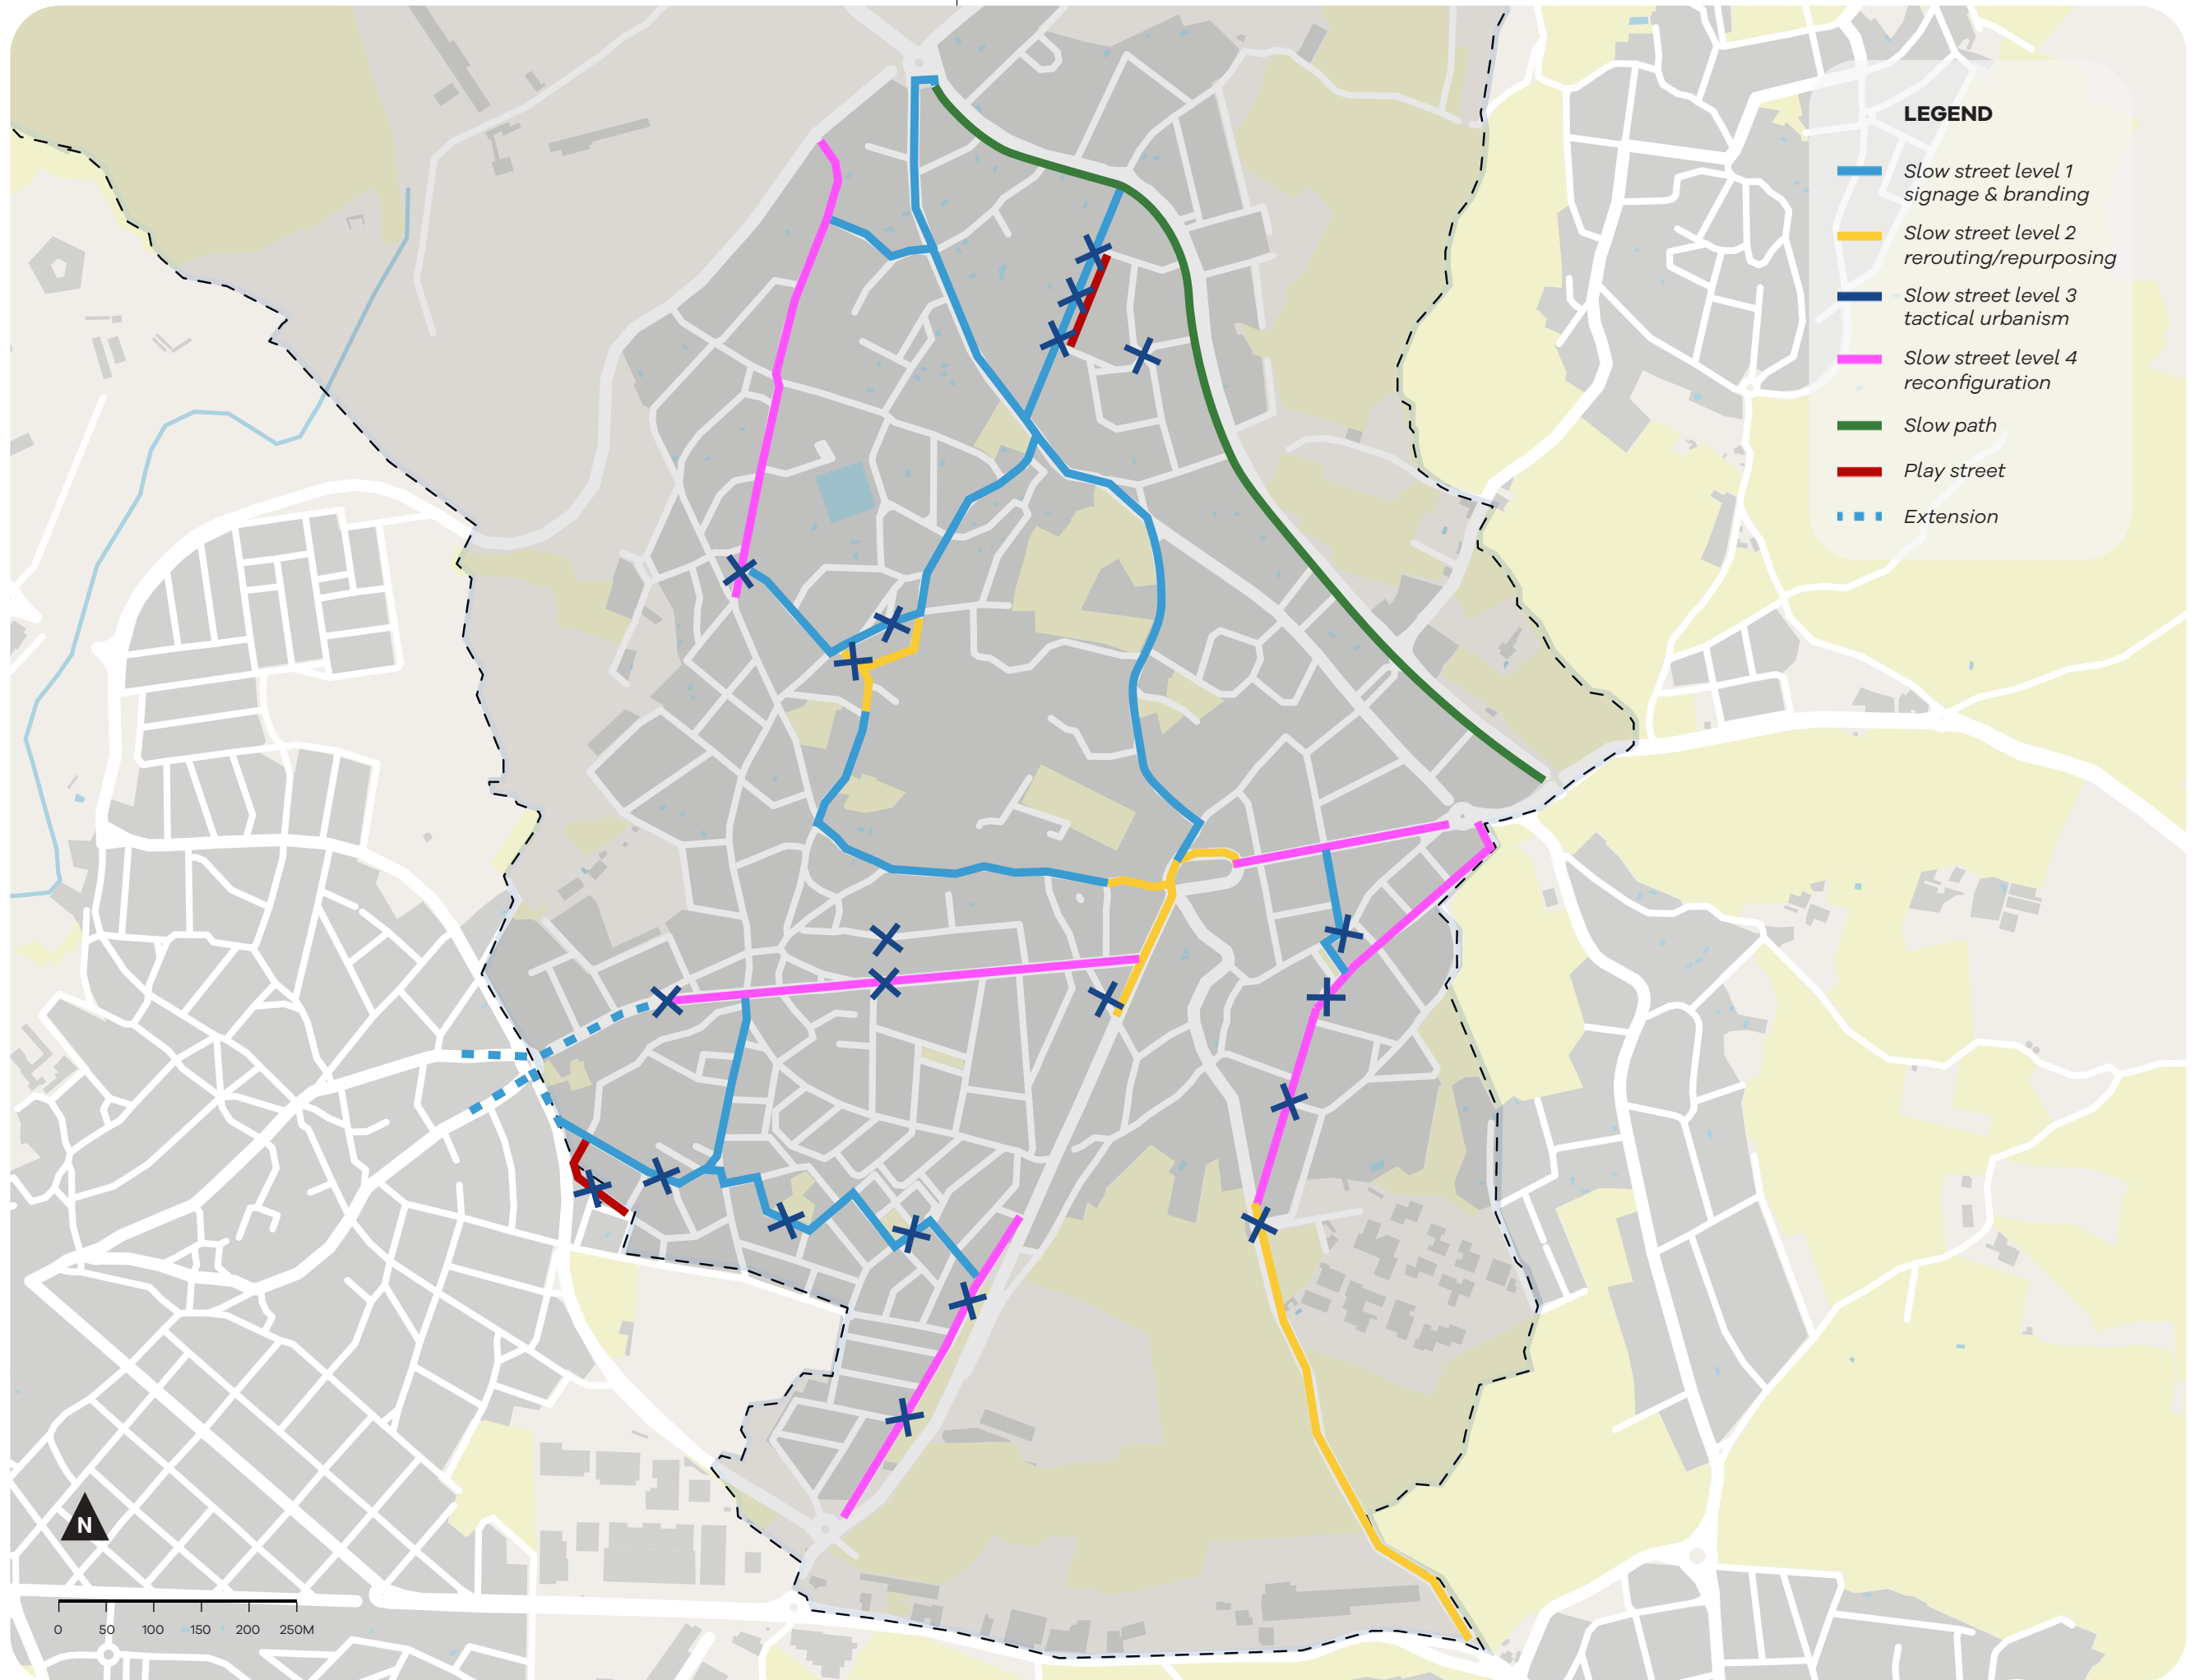 LEGEND
Slow street level 1
signage & branding
Slow street level 2
rerouting/repurposing
Slow street level 3
tactical urbanism
Slow street level 4
reconfiguration
Slow path
Play street
Extension
N
0 50 100 150 200 250M